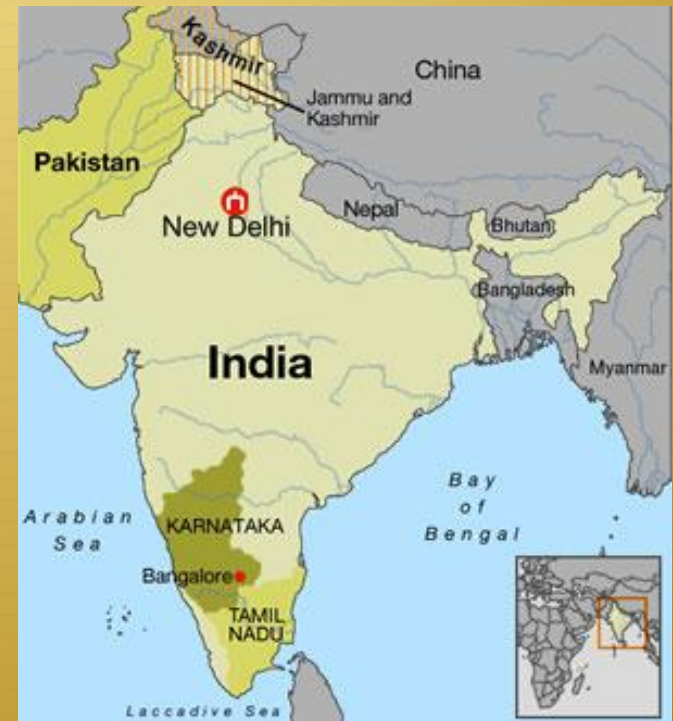 Kashmir
China
Jammu and
Kashmir
Pakistan
New Delhi
Nepal
Bhutan
Bangladesh
India
Myanmar
Bay
of
Bengal
Arabian
Sea
KARNATAKA
Bangalore
TAMIL
NADU
Laccadive Sea